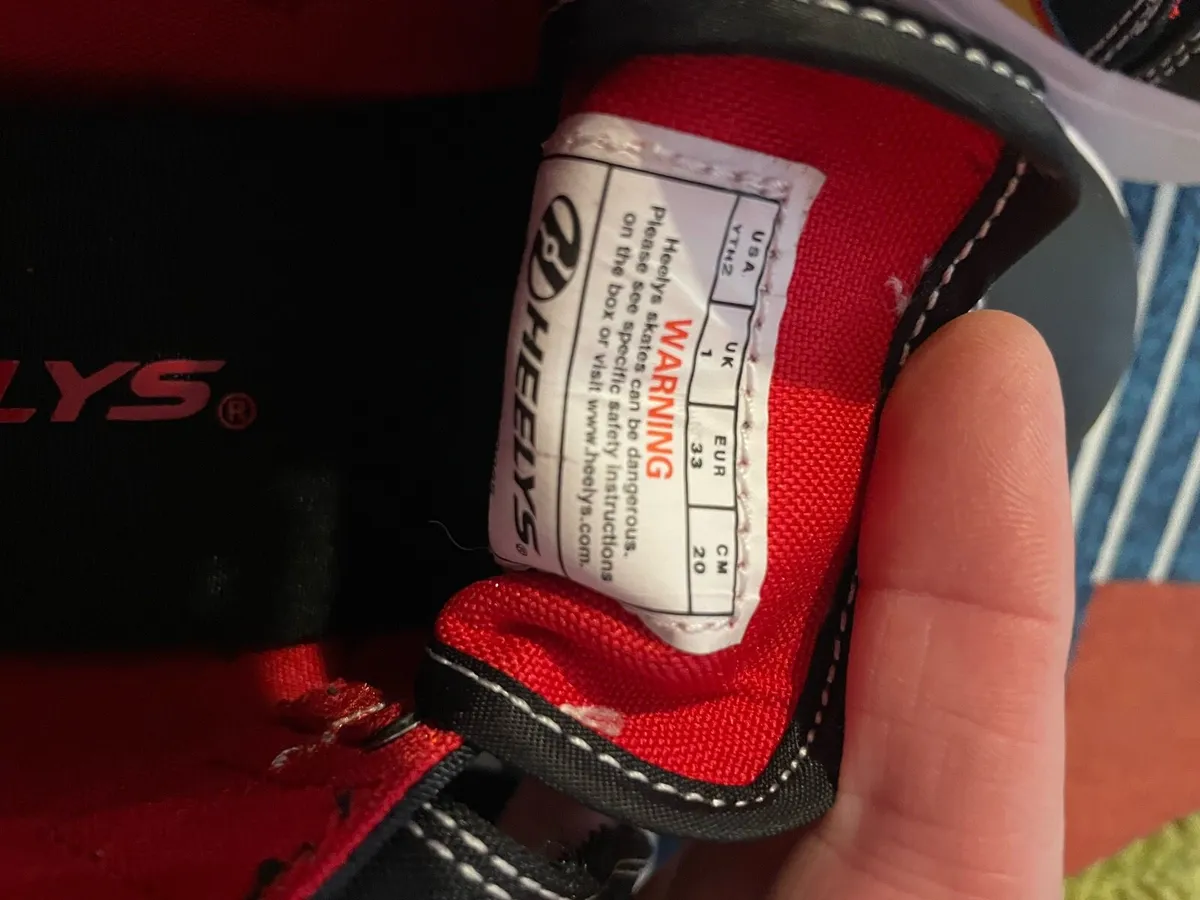 USA UK EUR CM
YTH2 1 33 20
WARNING
Heelys skates can be dangerous.
Please see specific safety instructions
on the box or visit www.heelys.com.
HEELYS®
LYS®